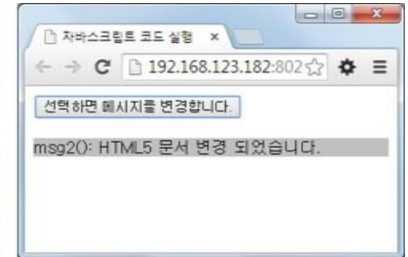 자바스크립트 코드 실행
192.168.123.182:802
선택하면 메시지를 변경합니다.
msg2(): HTML5 문서 변경 되었습니다.